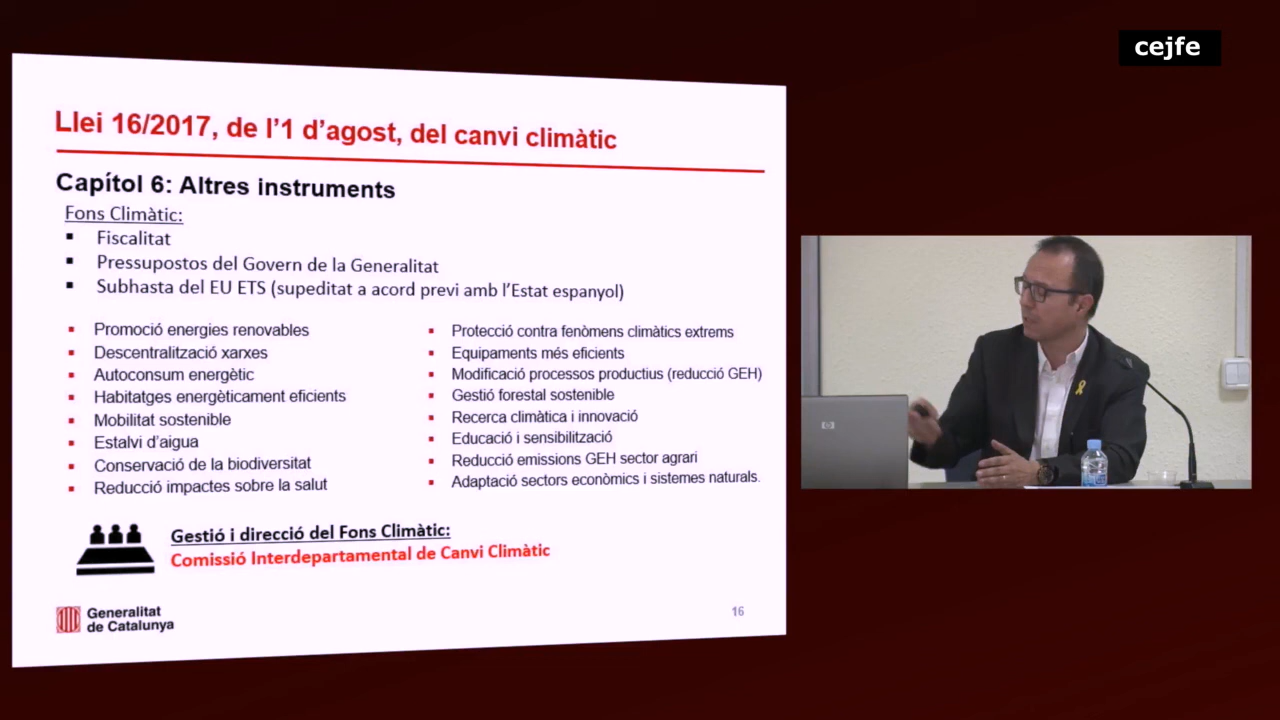 cejfe
Llei 16/2017, de l'1 d'agost, del canvi climàtic
Capítol 6: Altres instruments
Fons Climàtic:
Fiscalitat
Pressupostos del Govern de la Generalitat
Subhasta del EU ETS (supeditat a acord previ amb l'Estat espanyol)
Promoció energies renovables
Descentralització xarxes
Autoconsum energètic
Habitatges energèticament eficients
Mobilitat sostenible
Estalvi d'aigua
Conservació de la biodiversitat
Reducció impactes sobre la salut
Protecció contra fenòmens climàtics extrems
Equipaments més eficients
Modificació processos productius (reducció GEH)
Gestió forestal sostenible
Recerca climàtica i innovació
Educació i sensibilització
Reducció emissions GEH sector agrari
Adaptació sectors econòmics i sistemes naturals.
Gestió i direcció del Fons Climàtic:
Comissió Interdepartamental de Canvi Climàtic
Generalitat
de Catalunya
16
hp